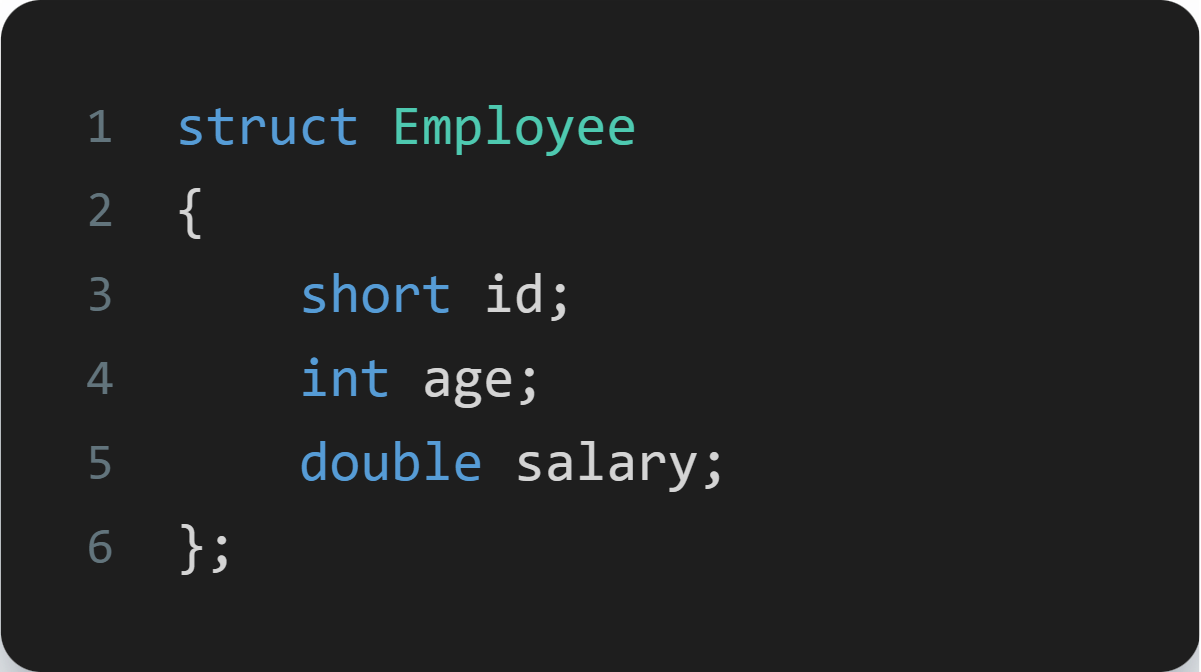 1 struct Employee
2 {
3     short id;
4     int age;
5     double salary;
6 };